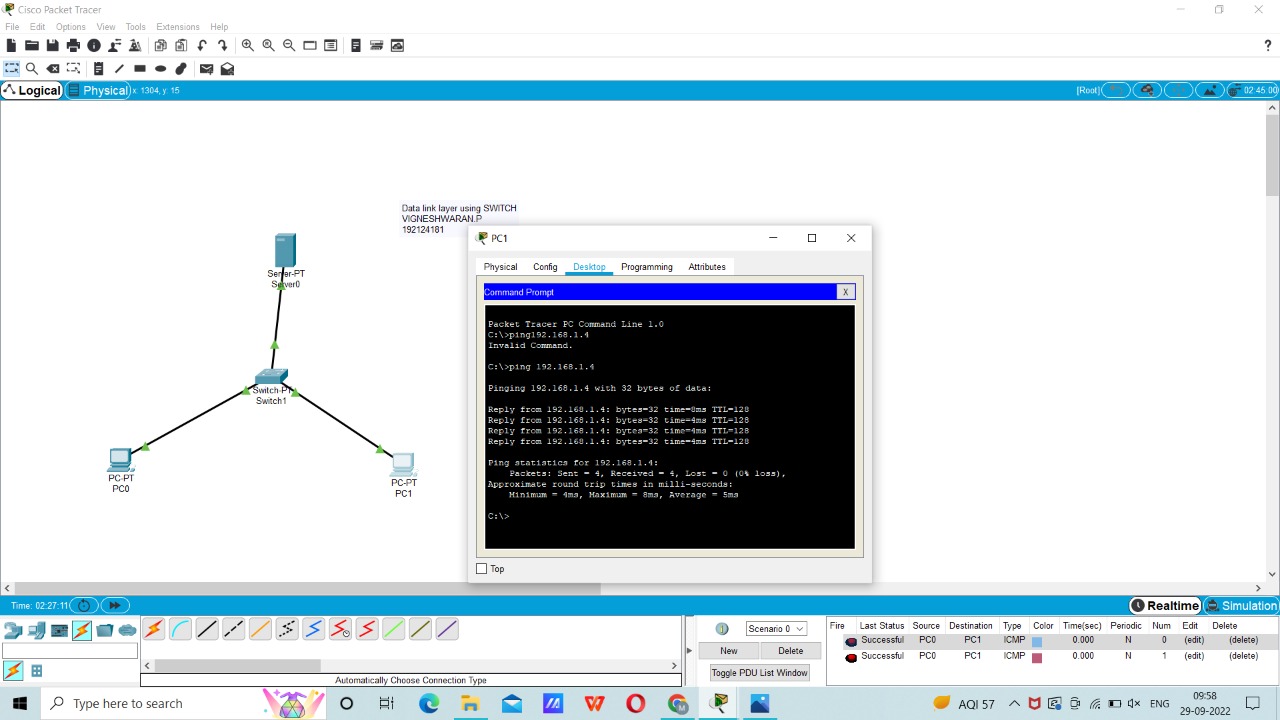 Cisco Packet Tracer
File Edit Options View Tools Extensions Help
?
Logical Physical x: 1304, y: 15 [Root] 02:45:00
Data link layer using SWITCH
VIGNESHWARAN.P
192124181
Server-PT
Server0
Switch-PT
Switch1
PC-PT
PC0
PC-PT
PC1
PC1
Physical Config Desktop Programming Attributes
Command Prompt X
Packet Tracer PC Command Line 1.0
C:\>ping192.168.1.4
Invalid Command.
C:\>ping 192.168.1.4
Pinging 192.168.1.4 with 32 bytes of data:
Reply from 192.168.1.4: bytes=32 time=8ms TTL=128
Reply from 192.168.1.4: bytes=32 time=4ms TTL=128
Reply from 192.168.1.4: bytes=32 time=4ms TTL=128
Reply from 192.168.1.4: bytes=32 time=4ms TTL=128
Ping statistics for 192.168.1.4:
Packets: Sent = 4, Received = 4, Lost = 0 (0% loss),
Approximate round trip times in milli-seconds:
Minimum = 4ms, Maximum = 8ms, Average = 5ms
C:\>
Top
Time: 02:27:11 Realtime Simulation
Automatically Choose Connection Type
Scenario 0
New Delete
Toggle PDU List Window
Fire Last Status Source Destination Type Color Time(sec) Periodic Num Edit Delete
Successful PC0 PC1 ICMP 0.000 N 0 (edit) (delete)
Successful PC0 PC1 ICMP 0.000 N 1 (edit) (delete)
Type here to search
AQI 57 ENG 09:58
29-09-2022